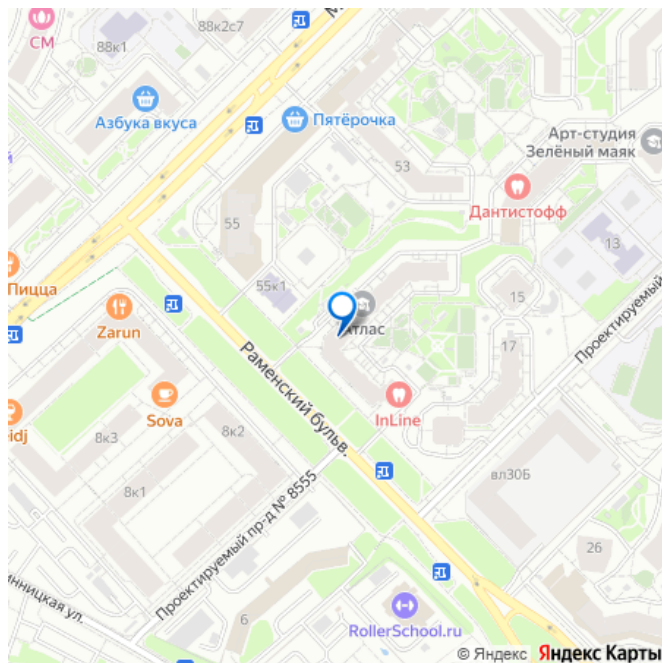 88к2с7
М
СМ
88к1
Азбука вкуса
Пятёрочка
Арт-студия
Зелёный маяк
53
Дантистофф
55
13
55к1
Пицца
15
Zarun
Атлас
17
Проектируемый
Раменский бульв.
Sova
InLine
eidj
8к3
8к2
8к1
вл30Б
Проектируемый пр-д № 8555
26
инницкая ул.
6
RollerSchool.ru
© Яндекс Яндекс Карты